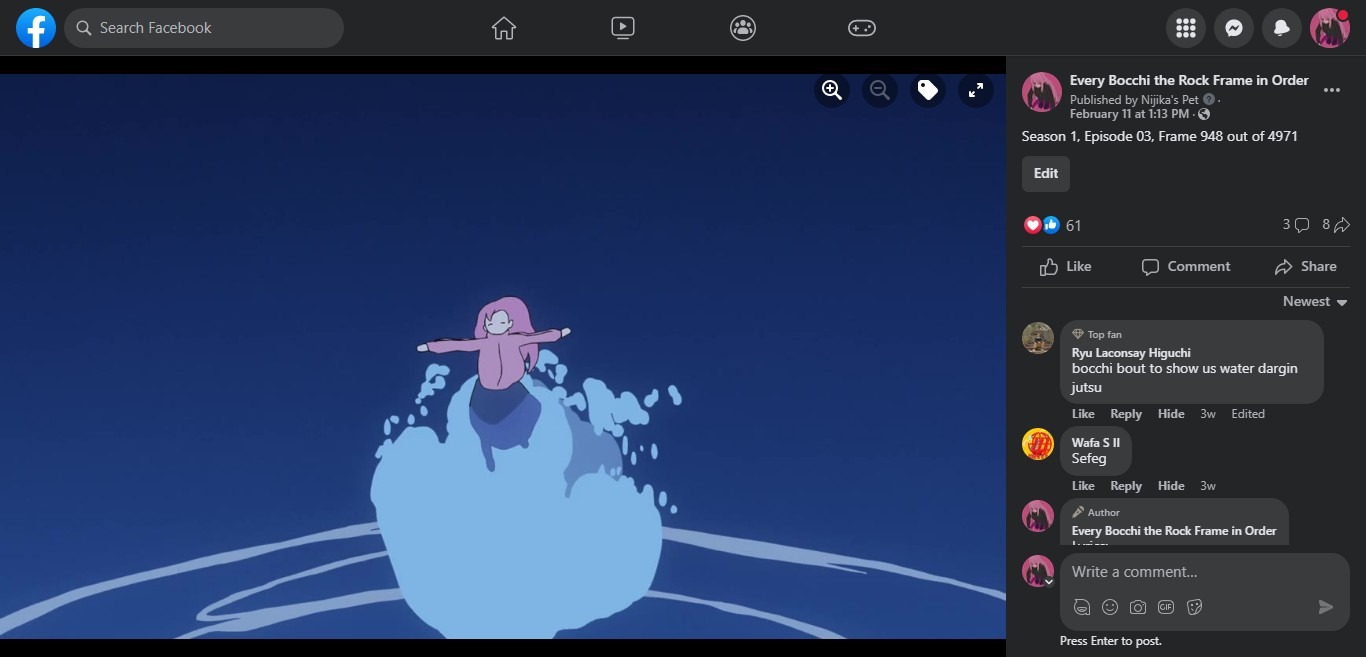 Search Facebook
Every Bocchi the Rock Frame in Order
Published by Nijika's Pet ·
February 11 at 1:13 PM ·
Season 1, Episode 03, Frame 948 out of 4971
Edit
61
3
8
Like
Comment
Share
Newest
Top fan
Ryu Laconsay Higuchi
bocchi bout to show us water dargin
jutsu
Like Reply Hide 3w Edited
Wafa S II
Sefeg
Like Reply Hide 3w
Author
Every Bocchi the Rock Frame in Order
Write a comment...
GIF
Press Enter to post.